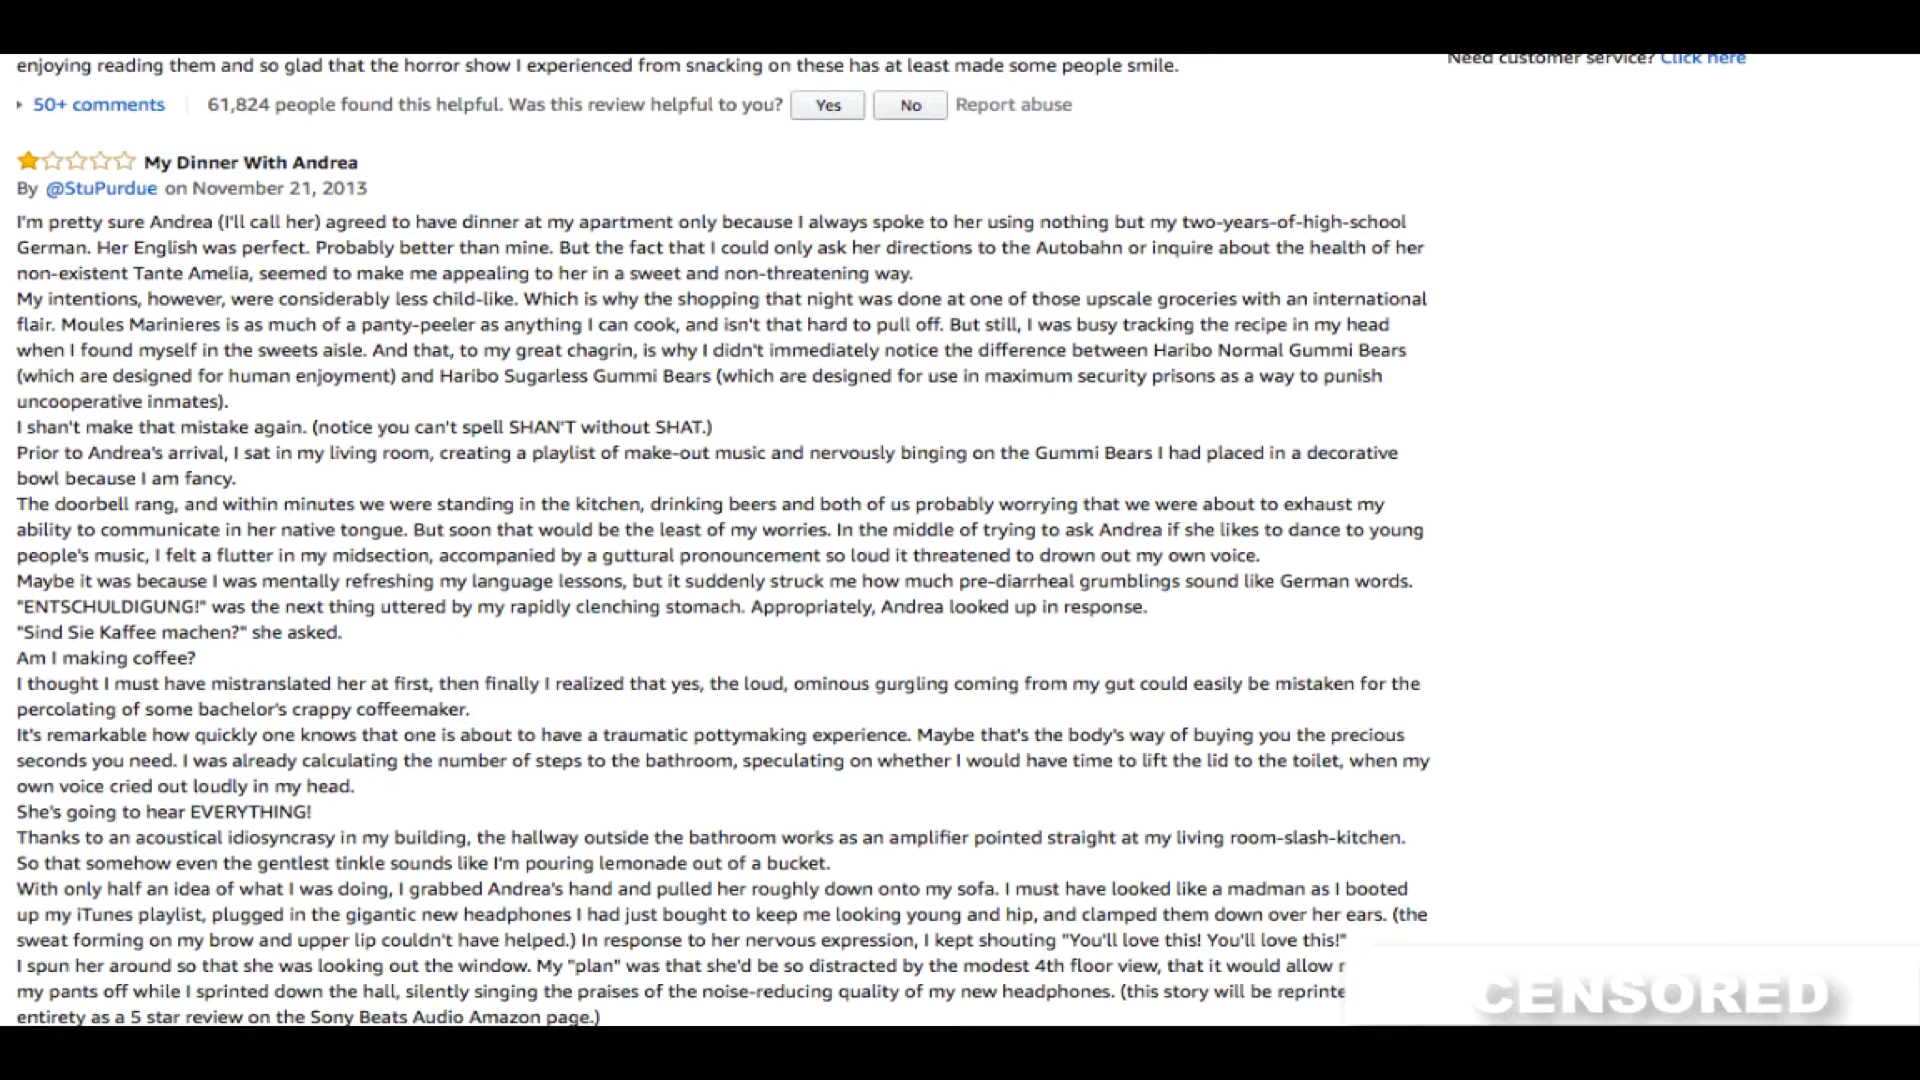 Need customer service? Click here
enjoying reading them and so glad that the horror show I experienced from snacking on these has at least made some people smile.
50+ comments 61,824 people found this helpful. Was this review helpful to you? Yes No Report abuse
My Dinner With Andrea
By @StuPurdue on November 21, 2013
I'm pretty sure Andrea (I'll call her) agreed to have dinner at my apartment only because I always spoke to her using nothing but my two-years-of-high-school
German. Her English was perfect. Probably better than mine. But the fact that I could only ask her directions to the Autobahn or inquire about the health of her
non-existent Tante Amelia, seemed to make me appealing to her in a sweet and non-threatening way.
My intentions, however, were considerably less child-like. Which is why the shopping that night was done at one of those upscale groceries with an international
flair. Moules Marinieres is as much of a panty-peeler as anything I can cook, and isn't that hard to pull off. But still, I was busy tracking the recipe in my head
when I found myself in the sweets aisle. And that, to my great chagrin, is why I didn't immediately notice the difference between Haribo Normal Gummi Bears
(which are designed for human enjoyment) and Haribo Sugarless Gummi Bears (which are designed for use in maximum security prisons as a way to punish
uncooperative inmates).
I shan't make that mistake again. (notice you can't spell SHAN'T without SHAT.)
Prior to Andrea's arrival, I sat in my living room, creating a playlist of make-out music and nervously binging on the Gummi Bears I had placed in a decorative
bowl because I am fancy.
The doorbell rang, and within minutes we were standing in the kitchen, drinking beers and both of us probably worrying that we were about to exhaust my
ability to communicate in her native tongue. But soon that would be the least of my worries. In the middle of trying to ask Andrea if she likes to dance to young
people's music, I felt a flutter in my midsection, accompanied by a guttural pronouncement so loud it threatened to drown out my own voice.
Maybe it was because I was mentally refreshing my language lessons, but it suddenly struck me how much pre-diarrheal grumblings sound like German words.
"ENTSCHULDIGUNG!" was the next thing uttered by my rapidly clenching stomach. Appropriately, Andrea looked up in response.
"Sind Sie Kaffee machen?" she asked.
Am I making coffee?
I thought I must have mistranslated her at first, then finally I realized that yes, the loud, ominous gurgling coming from my gut could easily be mistaken for the
percolating of some bachelor's crappy coffeemaker.
It's remarkable how quickly one knows that one is about to have a traumatic pottymaking experience. Maybe that's the body's way of buying you the precious
seconds you need. I was already calculating the number of steps to the bathroom, speculating on whether I would have time to lift the lid to the toilet, when my
own voice cried out loudly in my head.
She's going to hear EVERYTHING!
Thanks to an acoustical idiosyncrasy in my building, the hallway outside the bathroom works as an amplifier pointed straight at my living room-slash-kitchen.
So that somehow even the gentlest tinkle sounds like I'm pouring lemonade out of a bucket.
With only half an idea of what I was doing, I grabbed Andrea's hand and pulled her roughly down onto my sofa. I must have looked like a madman as I booted
up my iTunes playlist, plugged in the gigantic new headphones I had just bought to keep me looking young and hip, and clamped them down over her ears. (the
sweat forming on my brow and upper lip couldn't have helped.) In response to her nervous expression, I kept shouting "You'll love this! You'll love this!"
I spun her around so that she was looking out the window. My "plan" was that she'd be so distracted by the modest 4th floor view, that it would allow
my pants off while I sprinted down the hall, silently singing the praises of the noise-reducing quality of my new headphones. (this story will be reprinte
entirety as a 5 star review on the Sony Beats Audio Amazon page.)
CENSORED